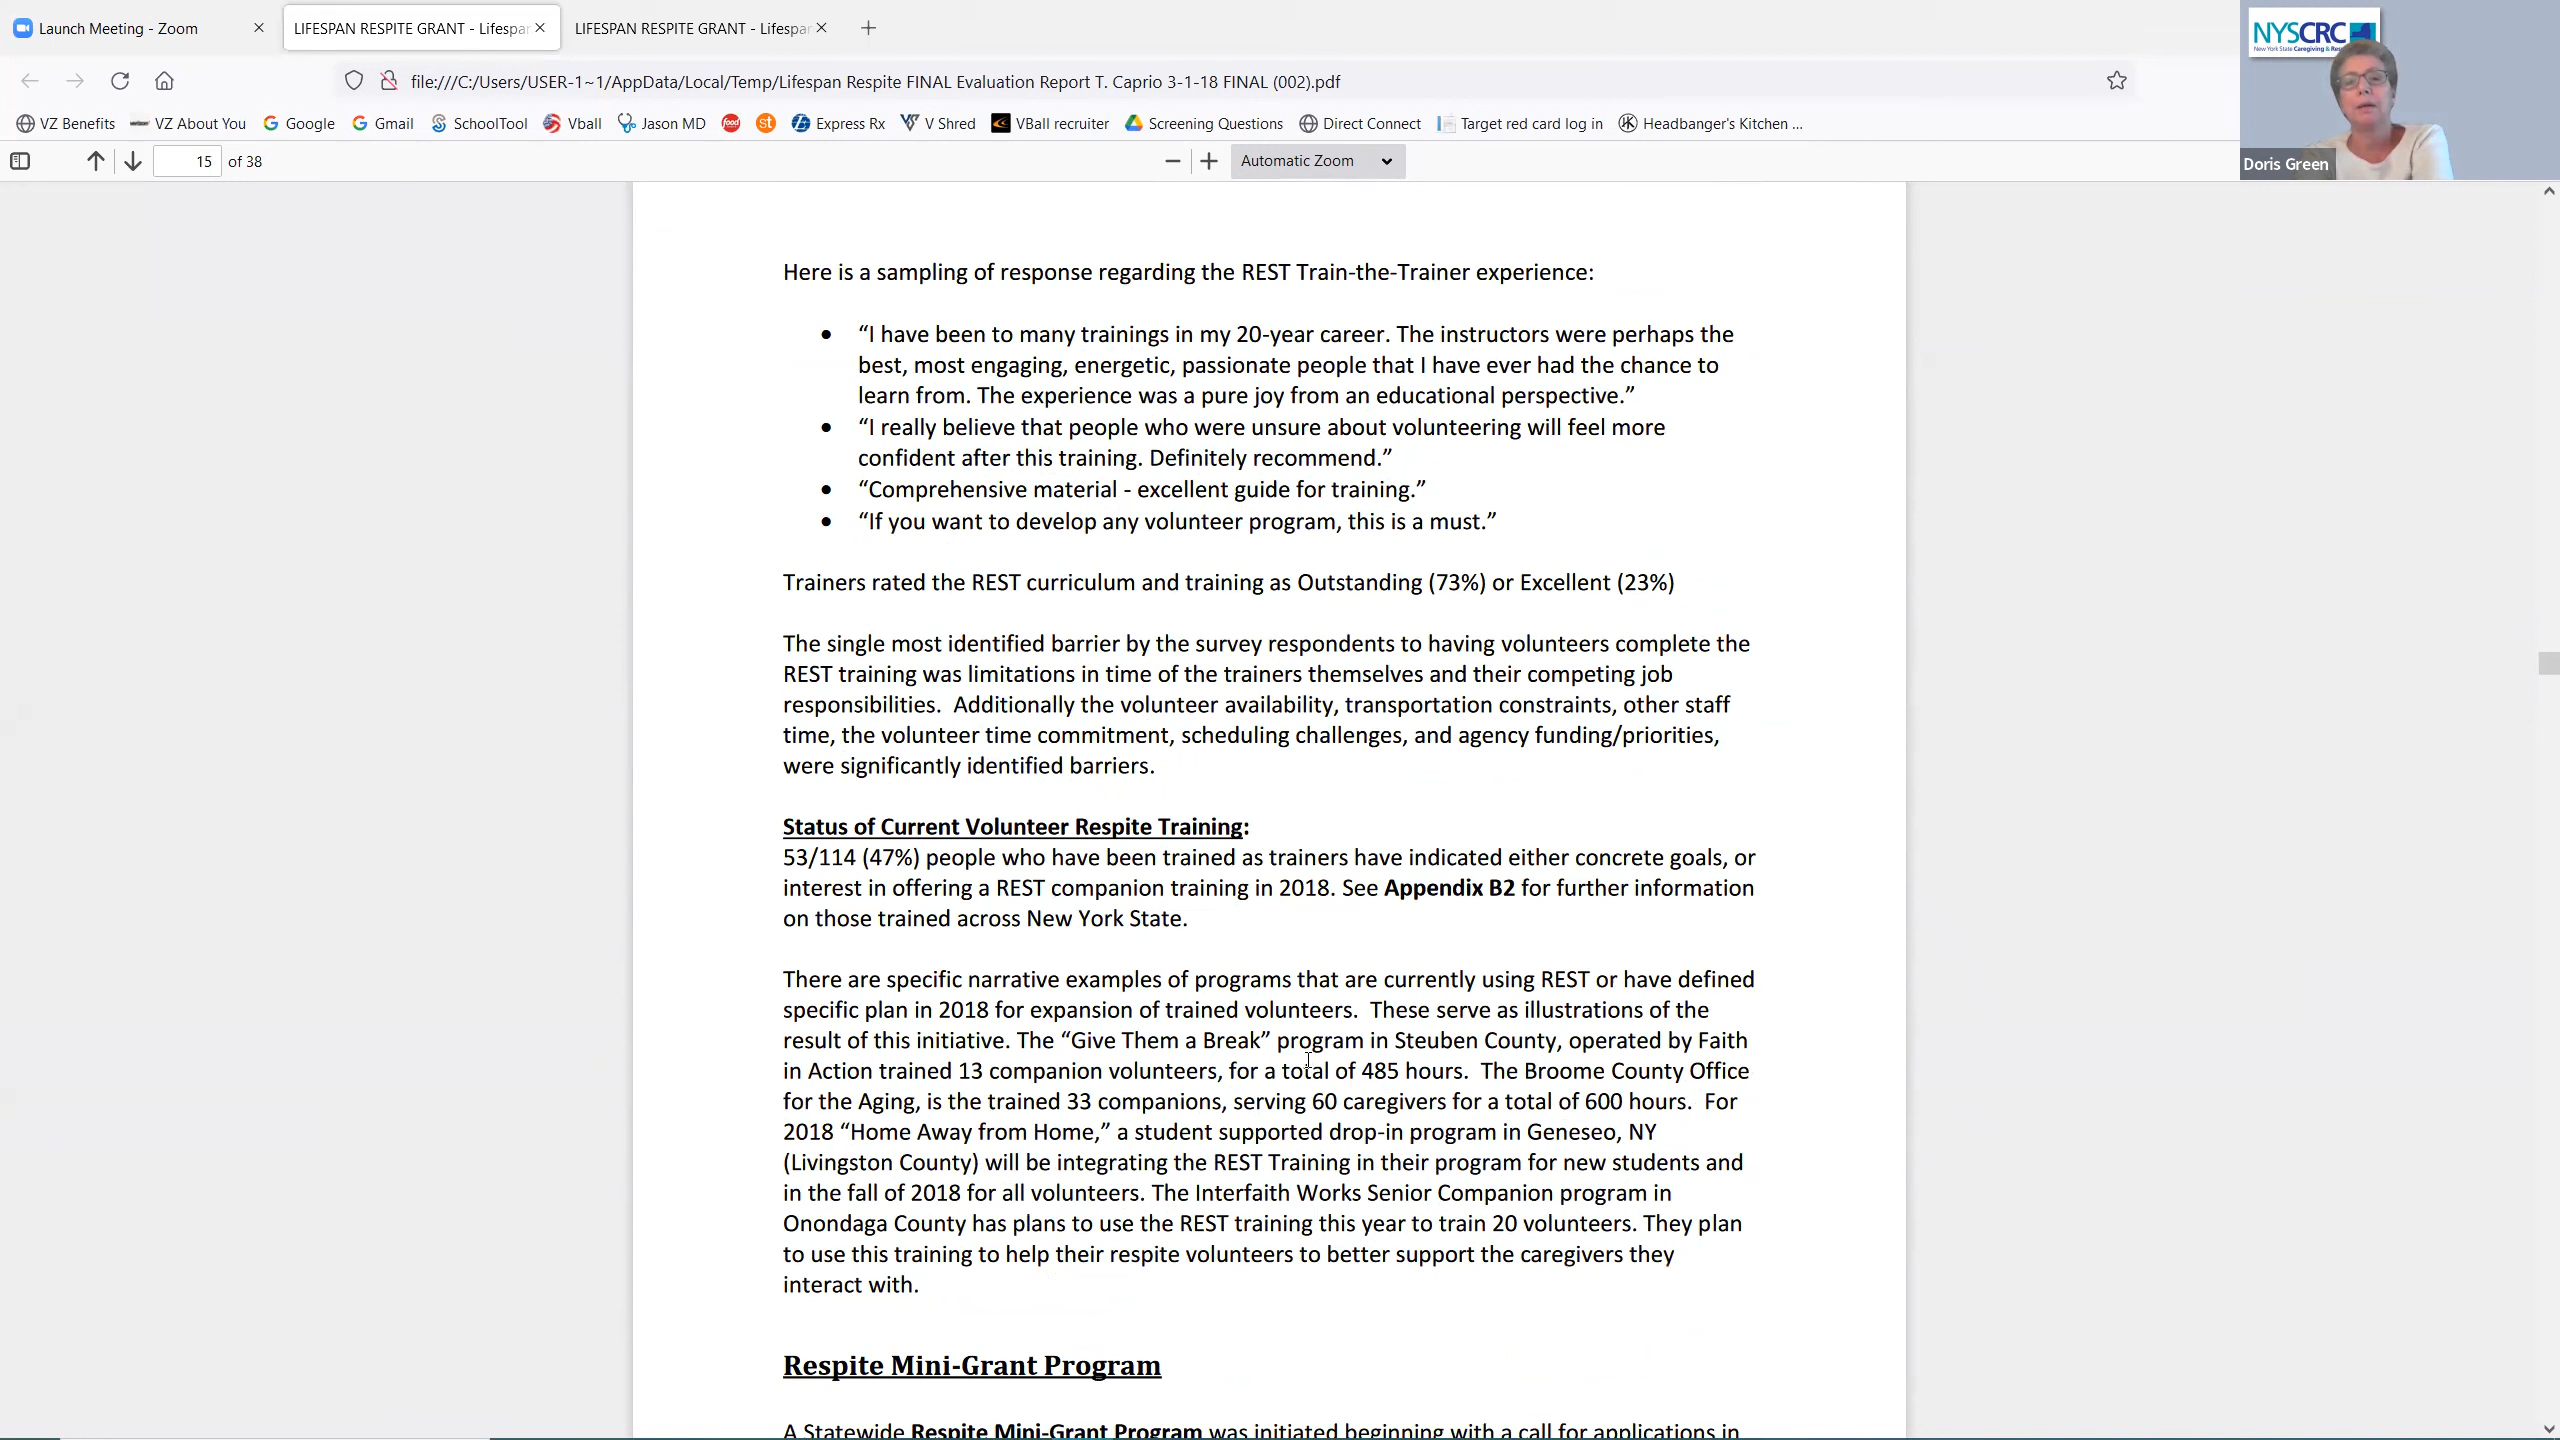 Launch Meeting - Zoom
LIFESPAN RESPITE GRANT - Lifespan
LIFESPAN RESPITE GRANT - Lifespa
file:///C:/Users/USER-1~1/AppData/Local/Temp/Lifespan Respite FINAL Evaluation Report T. Caprio 3-1-18 FINAL (002).pdf
VZ Benefits VZ About You Google Gmail SchoolTool Vball Jason MD food st Express Rx V Shred VBall recruiter Screening Questions Direct Connect Target red card log in Headbanger's Kitchen ...
15 of 38
Automatic Zoom
NYSCRC
New York State Caregiving &
Doris Green
Here is a sampling of response regarding the REST Train-the-Trainer experience:
• “I have been to many trainings in my 20-year career. The instructors were perhaps the
best, most engaging, energetic, passionate people that I have ever had the chance to
learn from. The experience was a pure joy from an educational perspective.”
• “I really believe that people who were unsure about volunteering will feel more
confident after this training. Definitely recommend.”
• “Comprehensive material - excellent guide for training.”
• “If you want to develop any volunteer program, this is a must.”
Trainers rated the REST curriculum and training as Outstanding (73%) or Excellent (23%)
The single most identified barrier by the survey respondents to having volunteers complete the
REST training was limitations in time of the trainers themselves and their competing job
responsibilities.  Additionally the volunteer availability, transportation constraints, other staff
time, the volunteer time commitment, scheduling challenges, and agency funding/priorities,
were significantly identified barriers.
Status of Current Volunteer Respite Training:
53/114 (47%) people who have been trained as trainers have indicated either concrete goals, or
interest in offering a REST companion training in 2018. See Appendix B2 for further information
on those trained across New York State.
There are specific narrative examples of programs that are currently using REST or have defined
specific plan in 2018 for expansion of trained volunteers.  These serve as illustrations of the
result of this initiative. The “Give Them a Break” program in Steuben County, operated by Faith
in Action trained 13 companion volunteers, for a total of 485 hours.  The Broome County Office
for the Aging, is the trained 33 companions, serving 60 caregivers for a total of 600 hours.  For
2018 “Home Away from Home,” a student supported drop-in program in Geneseo, NY
(Livingston County) will be integrating the REST Training in their program for new students and
in the fall of 2018 for all volunteers. The Interfaith Works Senior Companion program in
Onondaga County has plans to use the REST training this year to train 20 volunteers. They plan
to use this training to help their respite volunteers to better support the caregivers they
interact with.
Respite Mini-Grant Program
A Statewide Respite Mini-Grant Program was initiated beginning with a call for applications in